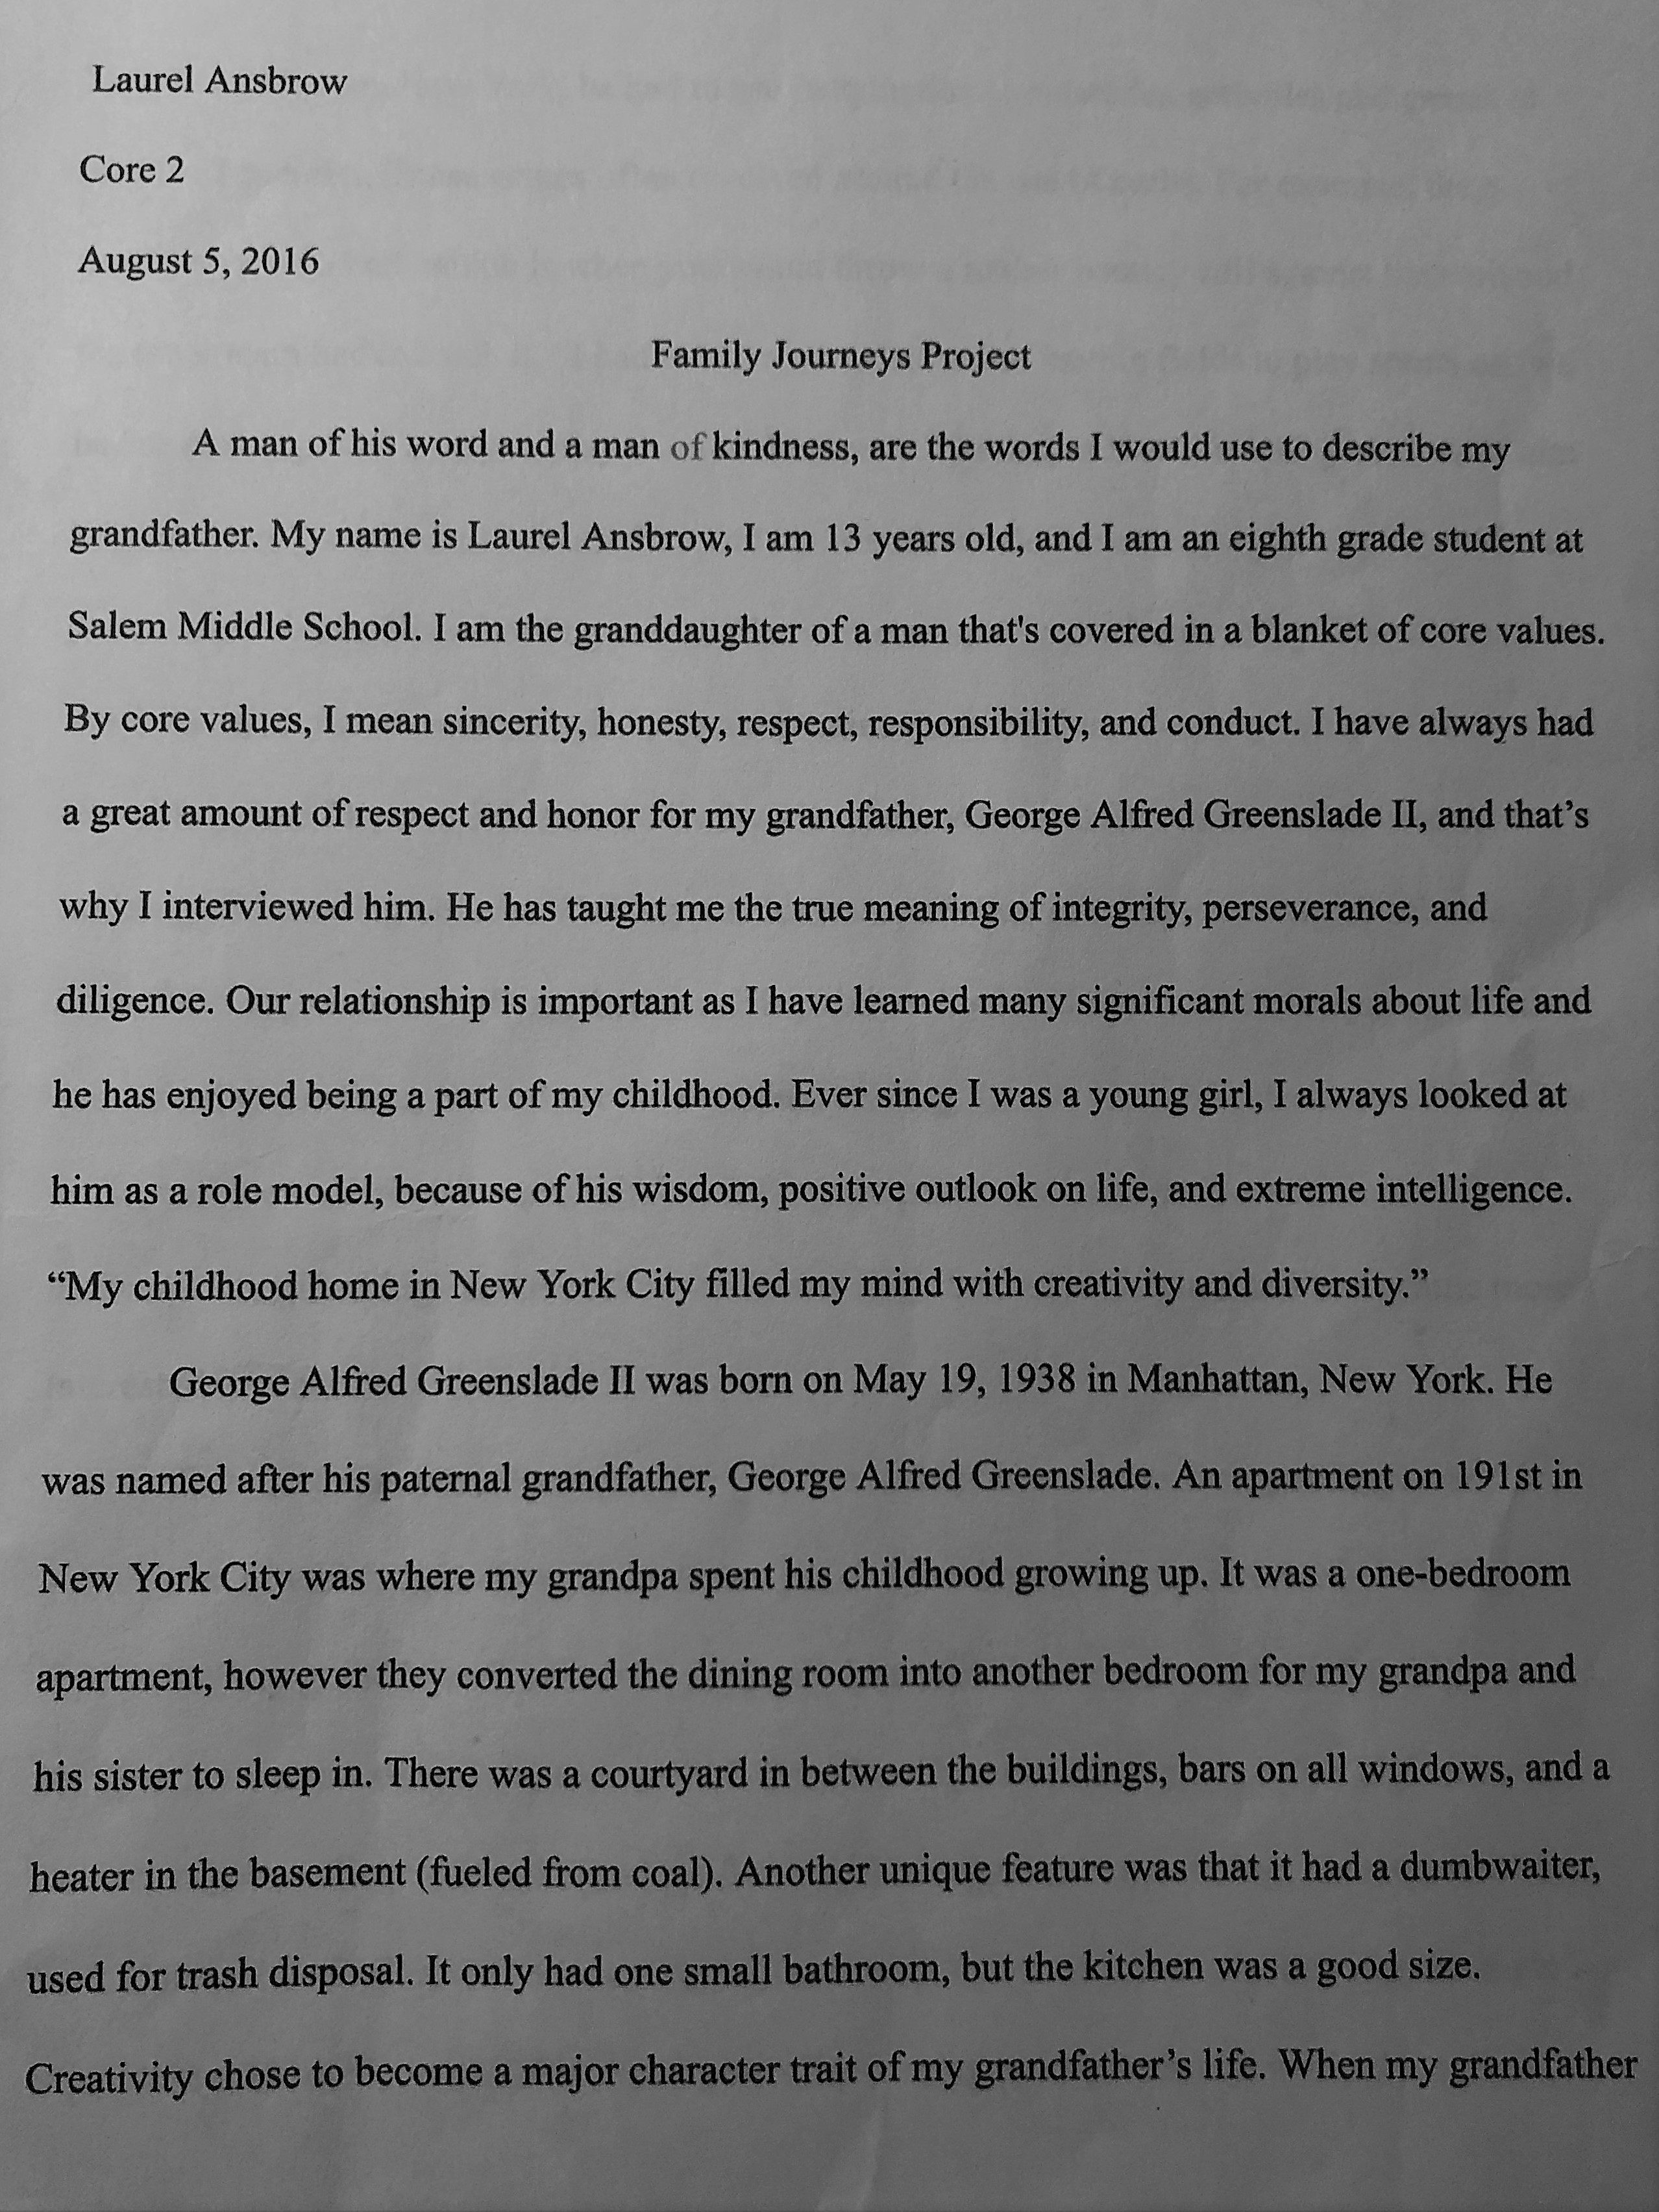 Laurel Ansbrow
Core 2
August 5, 2016
Family Journeys Project
A man of his word and a man of kindness, are the words I would use to describe my
grandfather. My name is Laurel Ansbrow, I am 13 years old, and I am an eighth grade student at
Salem Middle School. I am the granddaughter of a man that's covered in a blanket of core values.
By core values, I mean sincerity, honesty, respect, responsibility, and conduct. I have always had
a great amount of respect and honor for my grandfather, George Alfred Greenslade II, and that’s
why I interviewed him. He has taught me the true meaning of integrity, perseverance, and
diligence. Our relationship is important as I have learned many significant morals about life and
he has enjoyed being a part of my childhood. Ever since I was a young girl, I always looked at
him as a role model, because of his wisdom, positive outlook on life, and extreme intelligence.
“My childhood home in New York City filled my mind with creativity and diversity.”
George Alfred Greenslade II was born on May 19, 1938 in Manhattan, New York. He
was named after his paternal grandfather, George Alfred Greenslade. An apartment on 191st in
New York City was where my grandpa spent his childhood growing up. It was a one-bedroom
apartment, however they converted the dining room into another bedroom for my grandpa and
his sister to sleep in. There was a courtyard in between the buildings, bars on all windows, and a
heater in the basement (fueled from coal). Another unique feature was that it had a dumbwaiter,
used for trash disposal. It only had one small bathroom, but the kitchen was a good size.
Creativity chose to become a major character trait of my grandfather’s life. When my grandfather